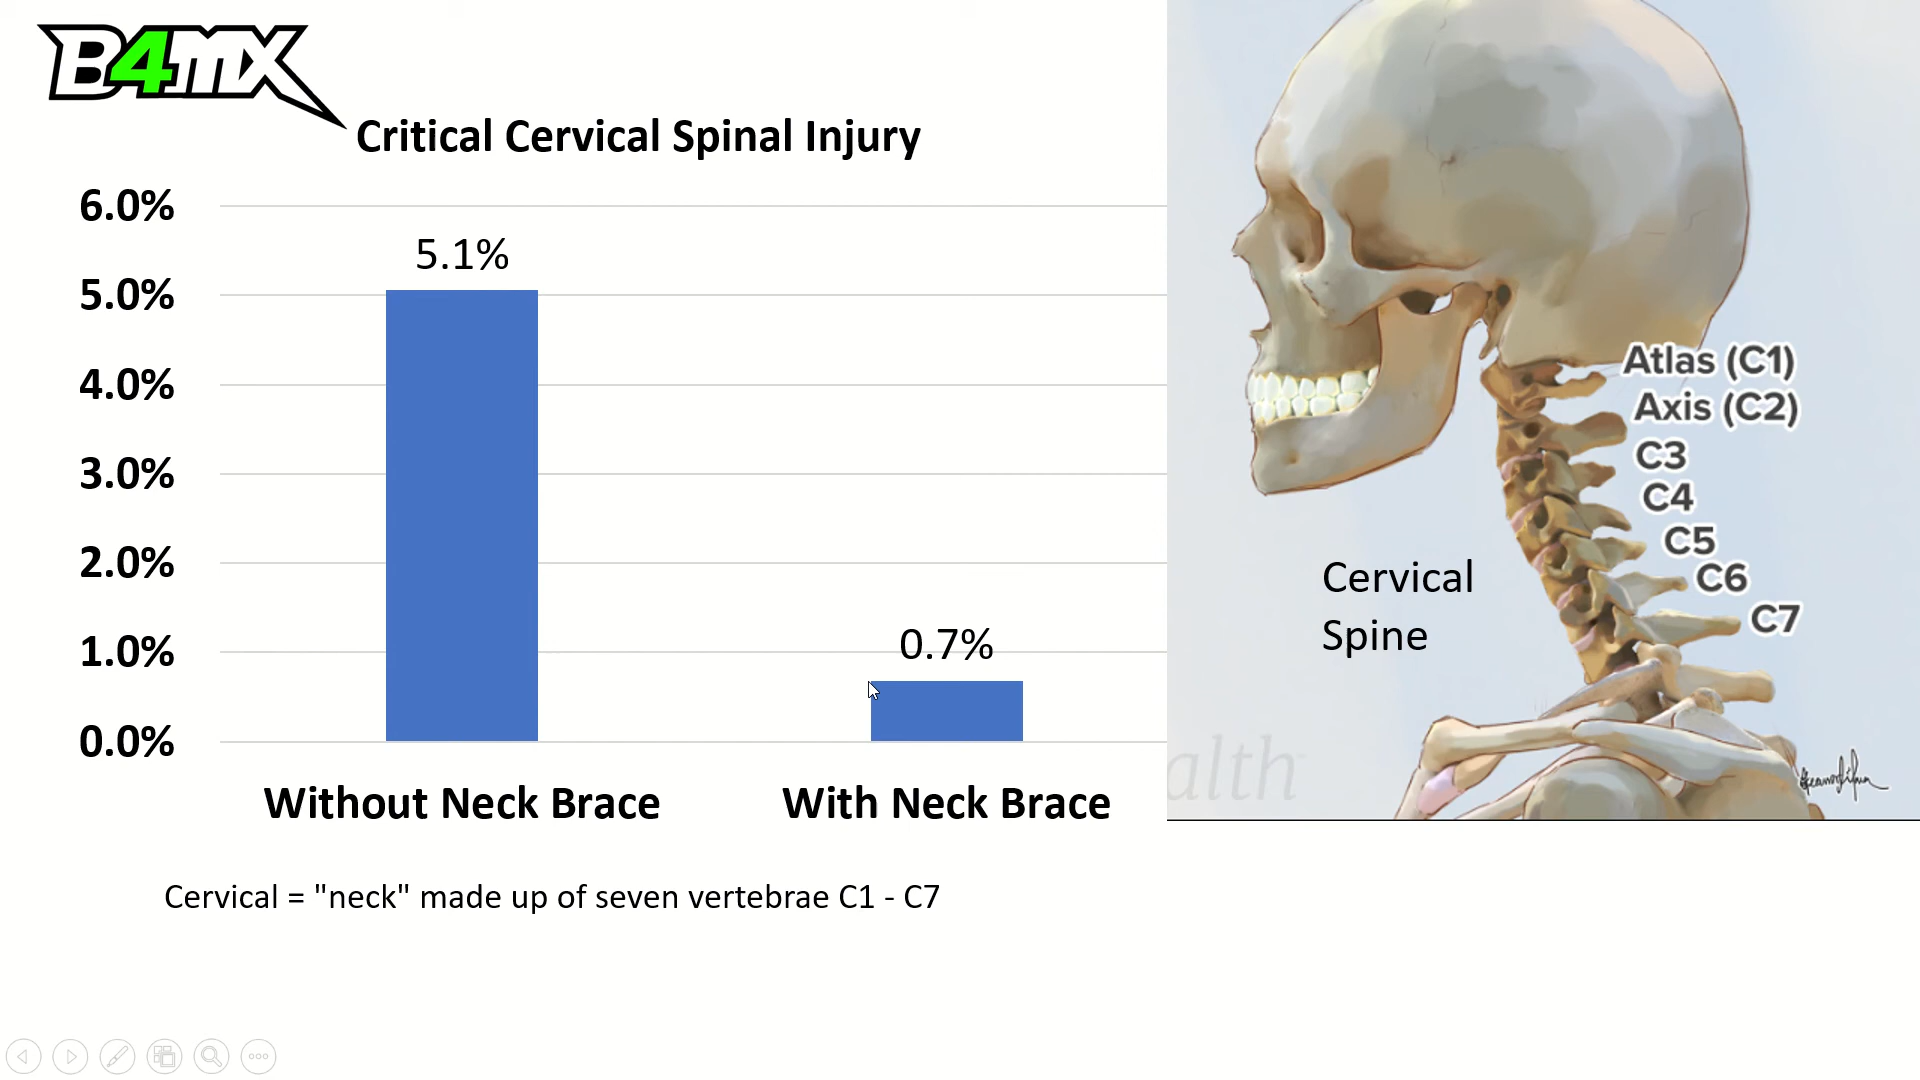 B4MX
Critical Cervical Spinal Injury
6.0%
5.0%
4.0%
3.0%
2.0%
1.0%
0.0%
5.1%
0.7%
Without Neck Brace
With Neck Brace
Cervical = "neck" made up of seven vertebrae C1 - C7
Atlas (C1)
Axis (C2)
C3
C4
C5
C6
C7
Cervical
Spine
alth